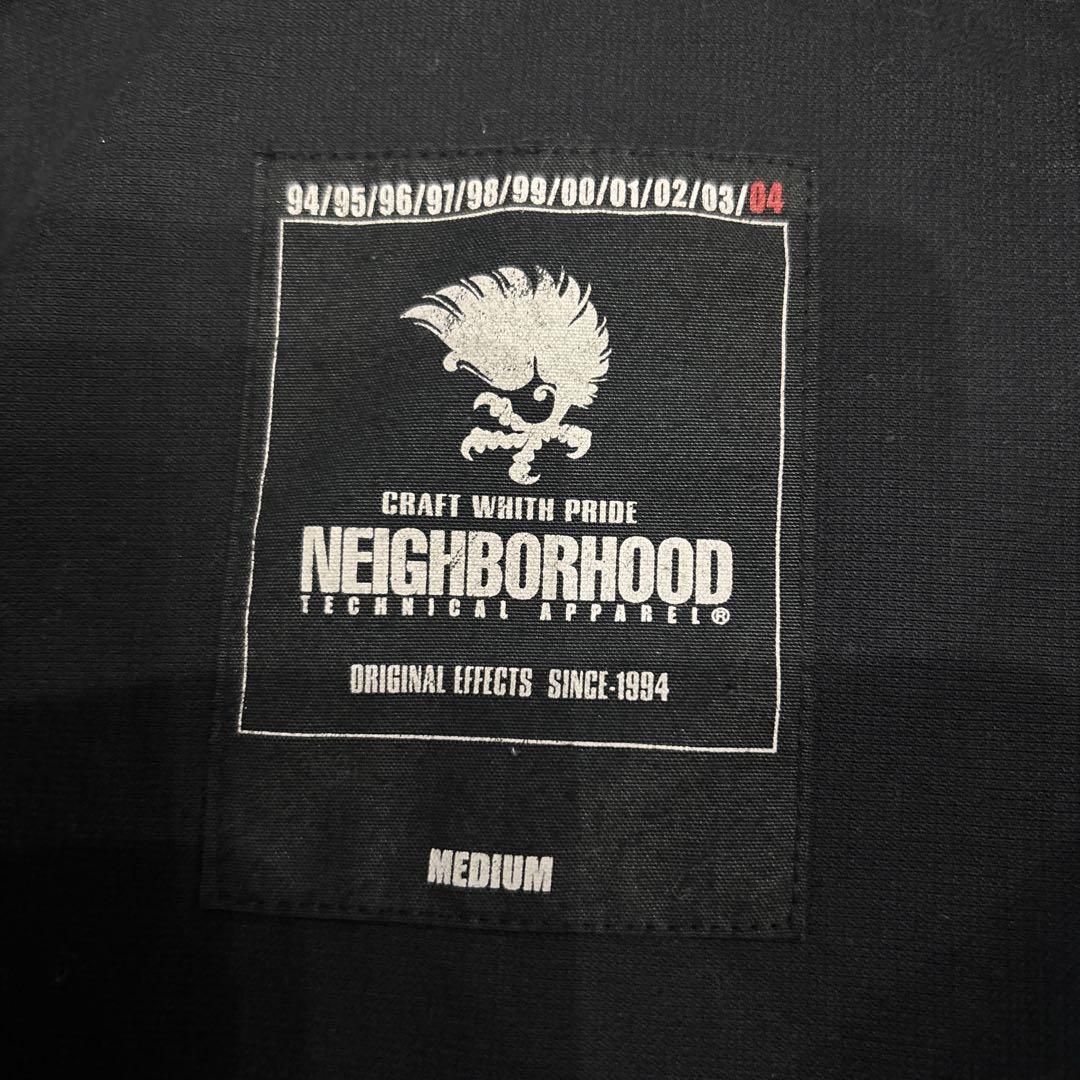 94/95/96/97/98/99/00/01/02/03/04
CRAFT WHITH PRIDE
NEIGHBORHOOD
TECHNICAL APPAREL®
ORIGINAL EFFECTS SINCE-1994
MEDIUM